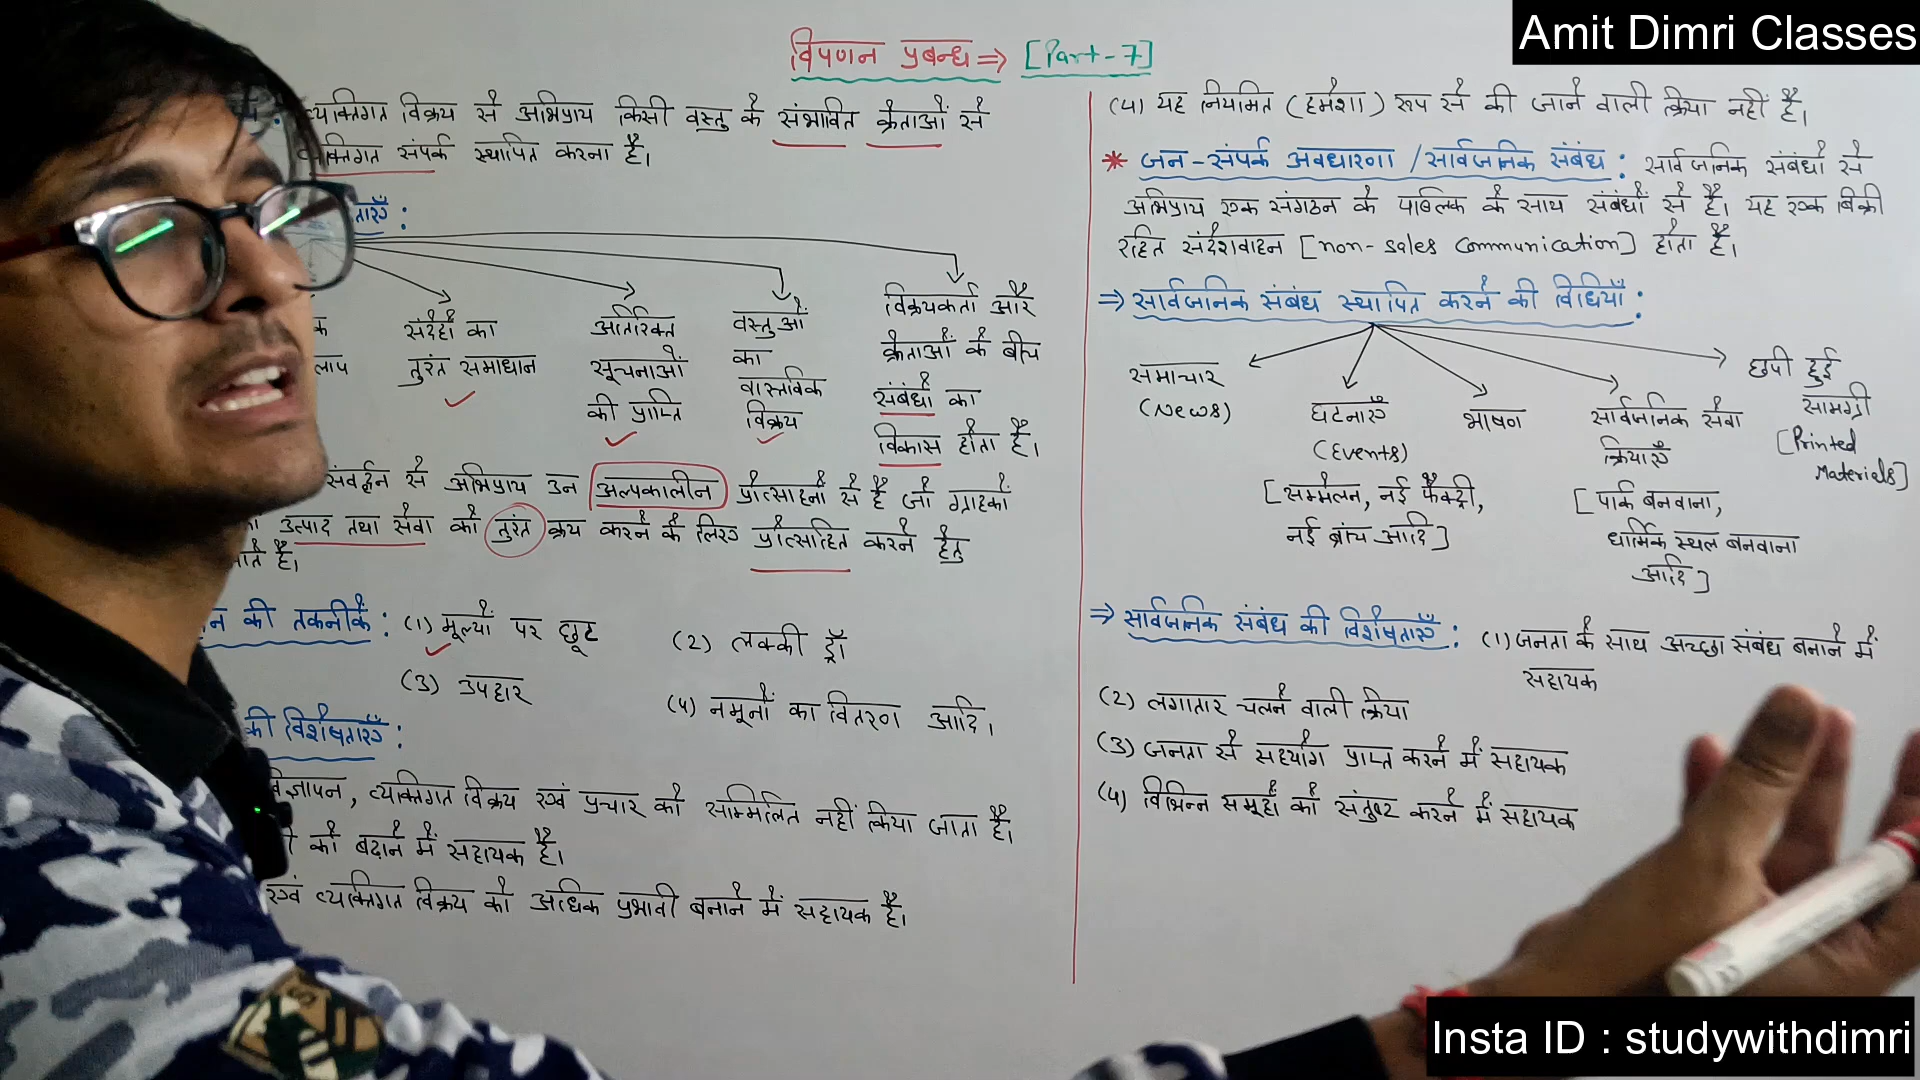 Amit Dimri Classes
विपणन प्रबन्ध ⇒ [Part-7]
व्यक्तिगत विक्रय से अभिप्राय किसी वस्तु के संभावित क्रेताओं से
व्यक्तिगत संपर्क स्थापित करना है।
संदेहों का
तुरंत समाधान
अतिरिक्त
सूचनाओं
की प्राप्ति
वस्तुओं
का
वास्तविक
विक्रय
विक्रयकर्ता और
क्रेताओं के बीच
संबंधों का
विकास होता है।
संवर्द्धन से अभिप्राय उन अल्पकालीन प्रोत्साहनों से है जो ग्राहकों
उत्पाद तथा सेवा को तुरंत क्रय करने के लिए प्रोत्साहित करने हेतु
जाते है।
की तकनीकें : (1) मूल्यों पर छूट (2) लक्की ड्रॉ
(3) उपहार (4) नमूनों का वितरण आदि।
की विशेषताएँ :
विज्ञापन, व्यक्तिगत विक्रय एवं प्रचार को सम्मिलित नहीं किया जाता है।
को बढाने में सहायक है।
एवं व्यक्तिगत विक्रय को अधिक प्रभावी बनाने में सहायक है।
(4) यह नियमित (हमेशा) रूप से की जाने वाली क्रिया नहीं है।
* जन-संपर्क अवधारणा / सार्वजनिक संबंध : सार्वजनिक संबंधों से
अभिप्राय एक संगठन के पब्लिक के साथ संबंधों से है। यह एक बिक्री
रहित संदेशवाहन [non-sales communication] होता है।
⇒ सार्वजनिक संबंध स्थापित करने की विधियाँ :
समाचार
(News)
घटनाएँ
(Events)
[सम्मेलन, नई फैक्ट्री,
नई ब्रांच आदि]
भाषण
सार्वजनिक सेवा
क्रियाएँ
[पार्क बनवाना,
धार्मिक स्थल बनवाना
आदि]
छपी हुई
सामग्री
[Printed
Materials]
⇒ सार्वजनिक संबंध की विशेषताएँ : (1) जनता के साथ अच्छा संबंध बनाने में
सहायक
(2) लगातार चलने वाली क्रिया
(3) जनता से सहयोग प्राप्त करने में सहायक
(4) विभिन्न समूहों को संतुष्ट करने में सहायक
Insta ID : studywithdimri